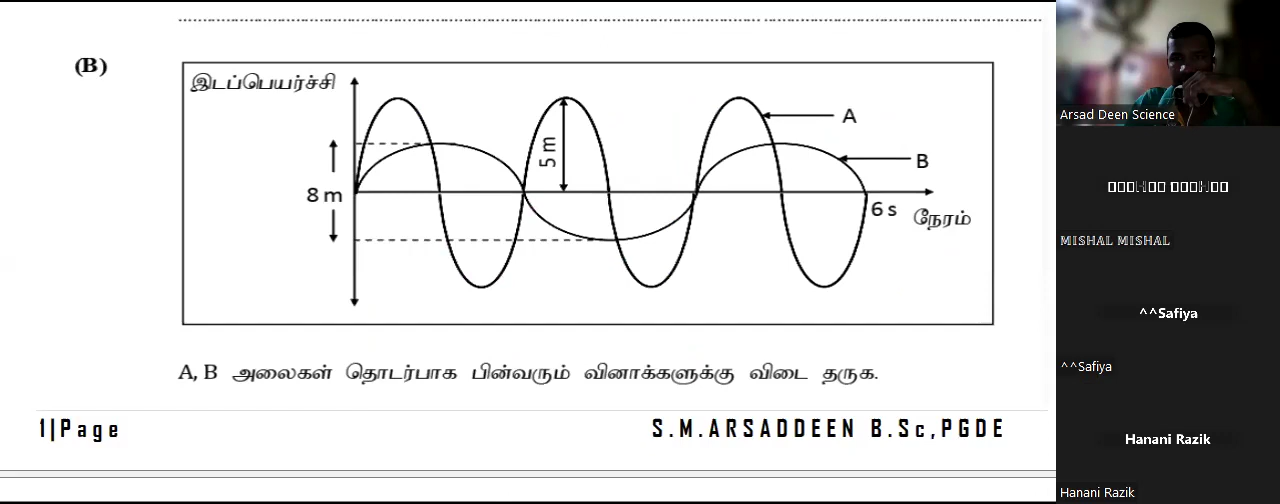 (B)
இடப்பெயர்ச்சி
A
5 m
B
8 m
6 s
நேரம்
A, B அலைகள் தொடர்பாக பின்வரும் வினாக்களுக்கு விடை தருக.
1|Page
S.M.ARSADDEEN B.Sc,PGDE
Arsad Deen Science
MISHAL MISHAL
^^Safiya
^^Safiya
Hanani Razik
Hanani Razik